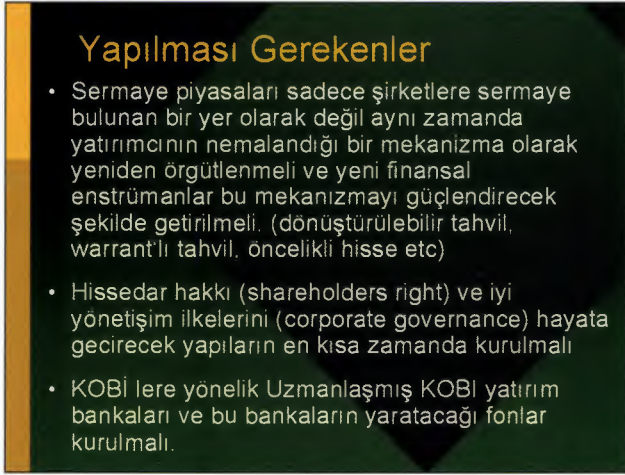 Yapılması Gerekenler
• Sermaye piyasaları sadece şirketlere sermaye
bulunan bir yer olarak değil aynı zamanda
yatırımcının nemalandığı bir mekanizma olarak
yeniden örgütlenmeli ve yeni finansal
enstrümanlar bu mekanızmayı güçlendirecek
şekilde getirilmeli. (dönüştürülebilir tahvil,
warrant'lı tahvil, öncelikli hisse etc)
• Hissedar hakkı (shareholders right) ve iyi
yönetişim ilkelerini (corporate governance) hayata
gecirecek yapıların en kısa zamanda kurulmalı
• KOBİ lere yönelik Uzmanlaşmış KOBI yatırım
bankaları ve bu bankaların yaratacağı fonlar
kurulmalı.